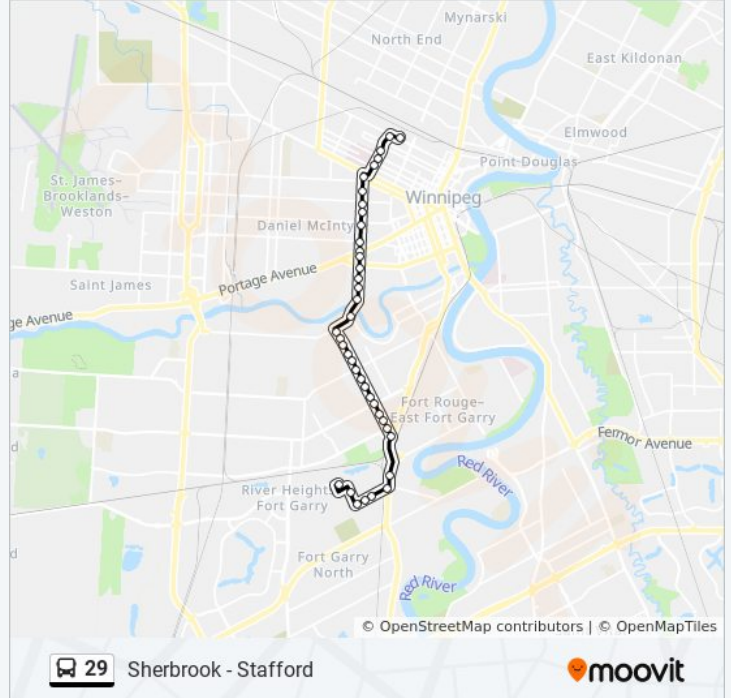 Mynarski
North End
East Kildonan
Elmwood
Point Douglas
St. James–
Brooklands–
Weston
Winnipeg
Daniel McInty
Portage Avenue
Saint James
ge Avenue
a
Fort Rouge–
East Fort Garry
Fermor Avenue
d
Red River
River Heights
Fort Garry
Fort Garry
North
d
Red River
© OpenStreetMap contributors | © OpenMapTiles
29 Sherbrook - Stafford
moovit